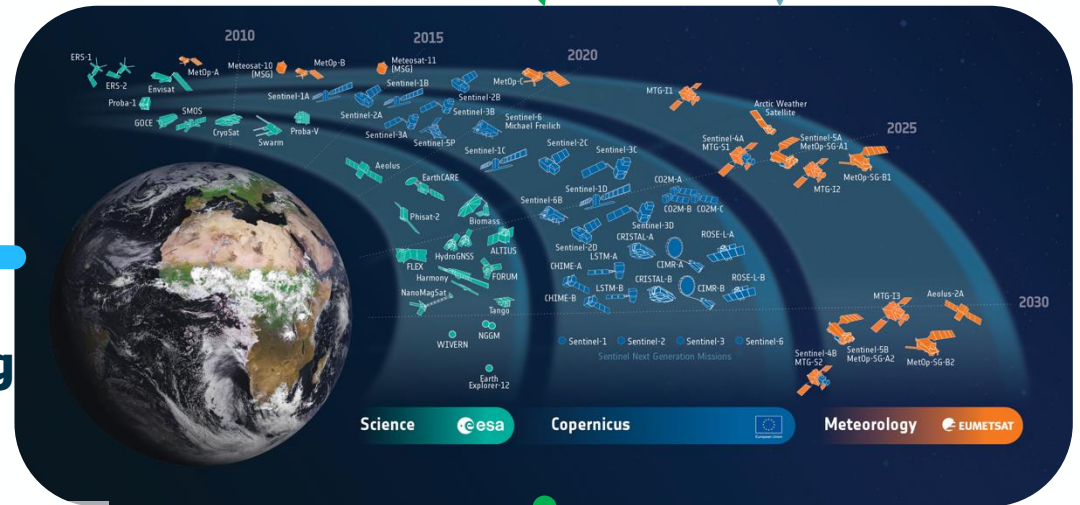 2010
2015
2020
2025
2030
ERS-1
ERS-2
Envisat
MetOp-A
Meteosat-10
(MSG)
MetOp-B
Meteosat-11
(MSG)
MetOp-C
Proba-1
GOCE
SMOS
CryoSat
Swarm
Proba-V
Sentinel-1A
Sentinel-1B
Sentinel-2A
Sentinel-2B
Sentinel-3A
Sentinel-3B
Sentinel-5P
Sentinel-6
Michael Freilich
MTG-I1
Arctic Weather
Satellite
Sentinel-4A
MTG-S1
Sentinel-5A
MetOp-SG-A1
MTG-I2
MetOp-SG-B1
Aeolus
EarthCARE
Phisat-2
Biomass
Sentinel-1C
Sentinel-2C
Sentinel-3C
Sentinel-1D
Sentinel-6B
Sentinel-2D
Sentinel-3D
CO2M-A
CO2M-B
CO2M-C
HydroGNSS
ALTIUS
FLEX
Harmony
FORUM
NanoMagSat
Tango
WIVERN
NGGM
Earth
Explorer-12
CRISTAL-A
LSTM-A
CHIME-A
CIMR-A
ROSE-L-A
CRISTAL-B
LSTM-B
CHIME-B
CIMR-B
ROSE-L-B
Sentinel-1
Sentinel-2
Sentinel-3
Sentinel-6
Sentinel Next Generation Missions
MTG-I3
Aeolus-2A
Sentinel-5B
MetOp-SG-A2
MetOp-SG-B2
Sentinel-4B
MTG-S2
g
Science
esa
Copernicus
European Union
Meteorology
EUMETSAT